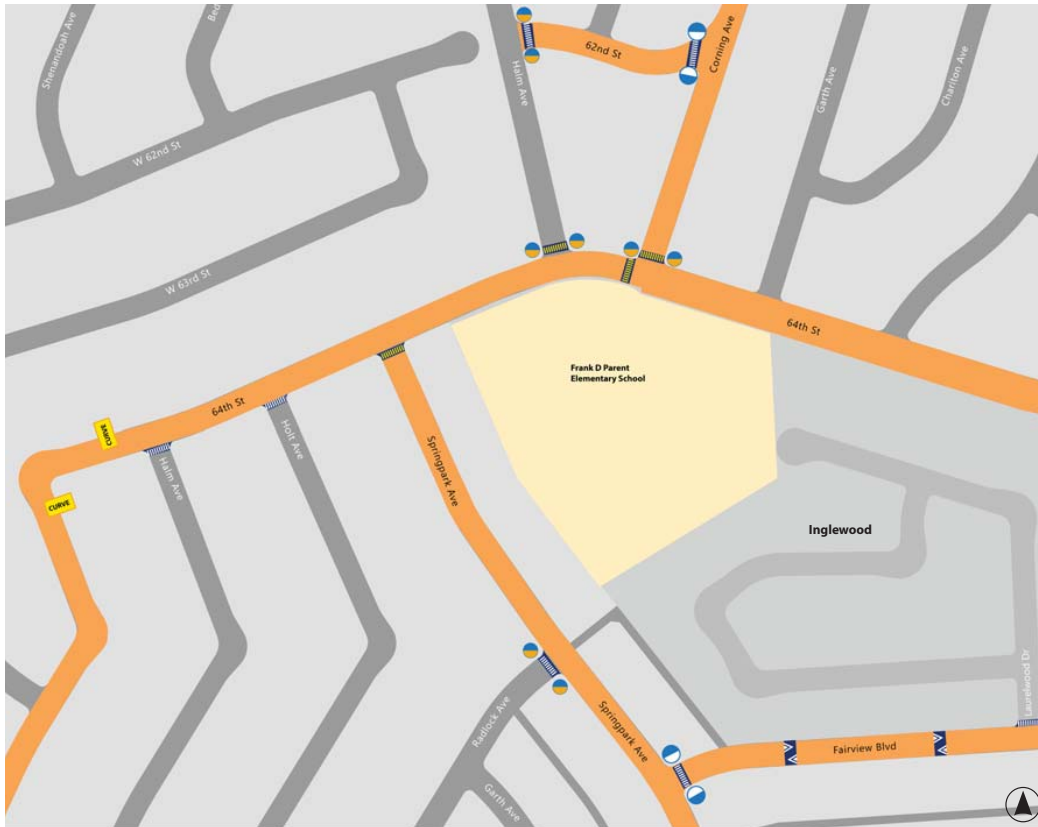 Shenandoah Ave
Bed
Halm Ave
62nd St
Corning Ave
Garth Ave
Chariton Ave
W 62nd St
W 63rd St
64th St
Frank D Parent
Elementary School
64th St
CURVE
Halm Ave
Holt Ave
Springpark Ave
CURVE
Inglewood
Laurelwood Dr
Radlock Ave
Springpark Ave
Fairview Blvd
Garth Ave